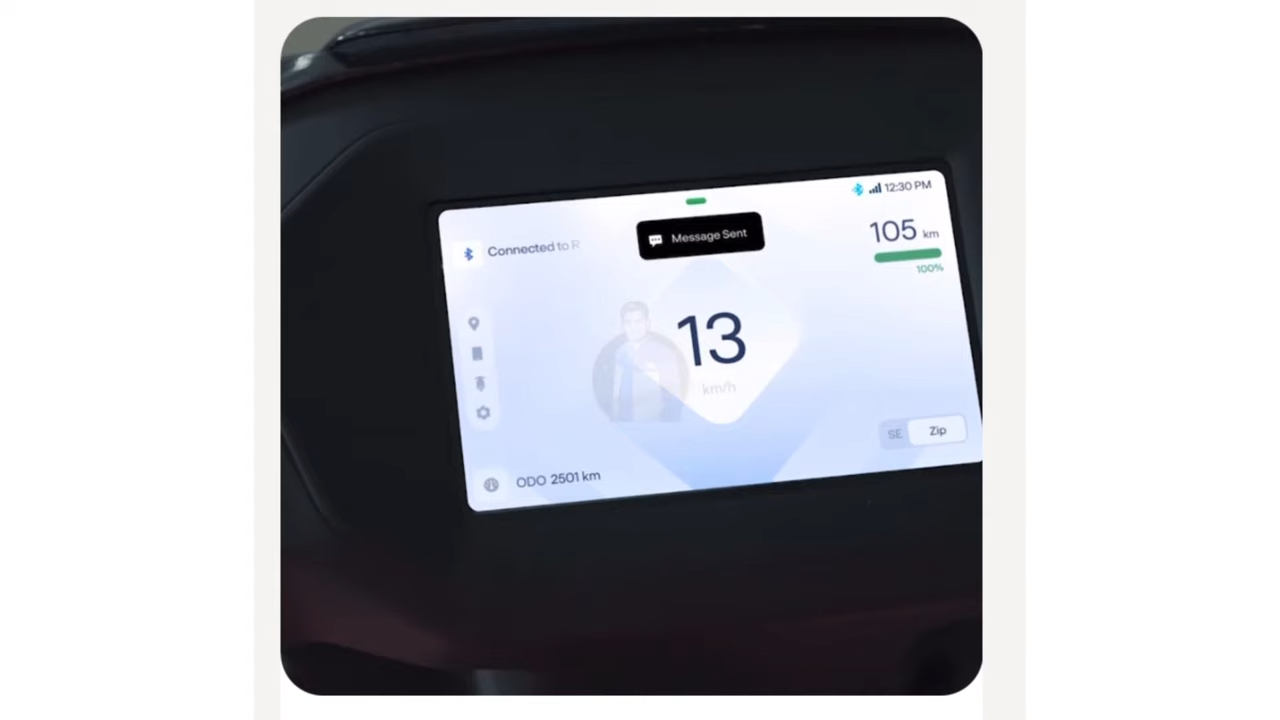 12:30 PM
Connected to R
Message Sent
105 km
100%
13
km/h
SE Zip
ODO 2501 km